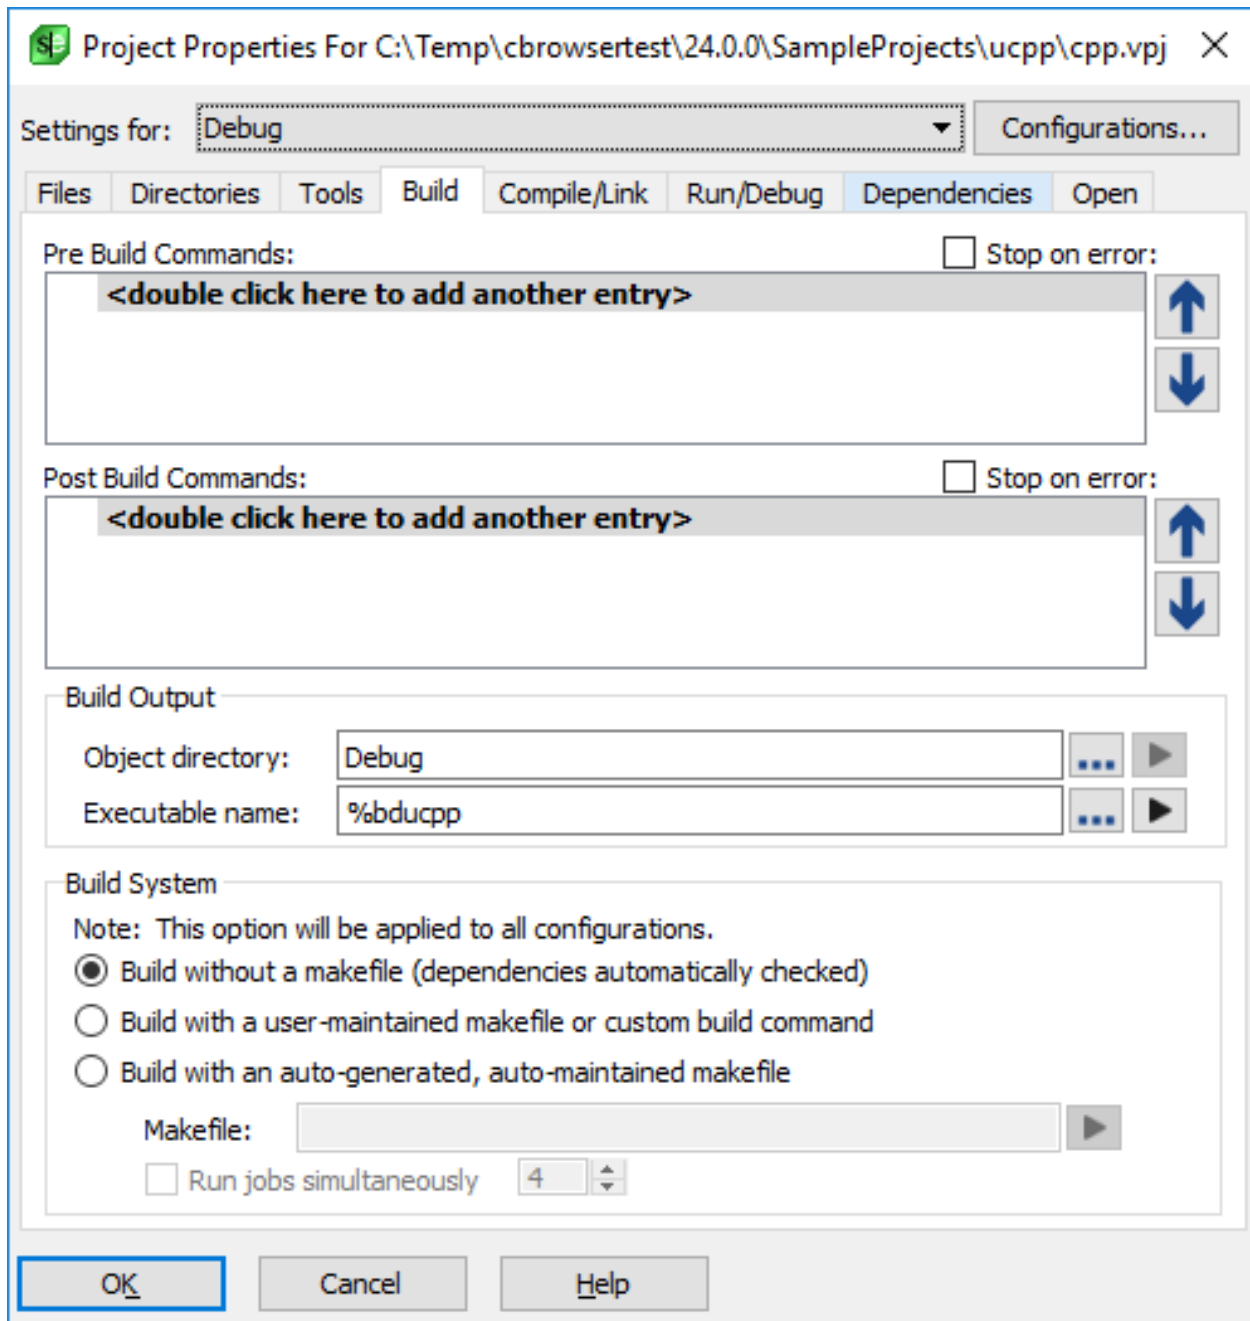 Project Properties For C:\Temp\cbrowsertest\24.0.0\SampleProjects\ucpp\cpp.vpj
Settings for: Debug Configurations...
Files Directories Tools Build Compile/Link Run/Debug Dependencies Open
Pre Build Commands: Stop on error:
<double click here to add another entry>
Post Build Commands: Stop on error:
<double click here to add another entry>
Build Output
Object directory: Debug ...
Executable name: %bducpp ...
Build System
Note: This option will be applied to all configurations.
Build without a makefile (dependencies automatically checked)
Build with a user-maintained makefile or custom build command
Build with an auto-generated, auto-maintained makefile
Makefile:
Run jobs simultaneously 4
OK Cancel Help